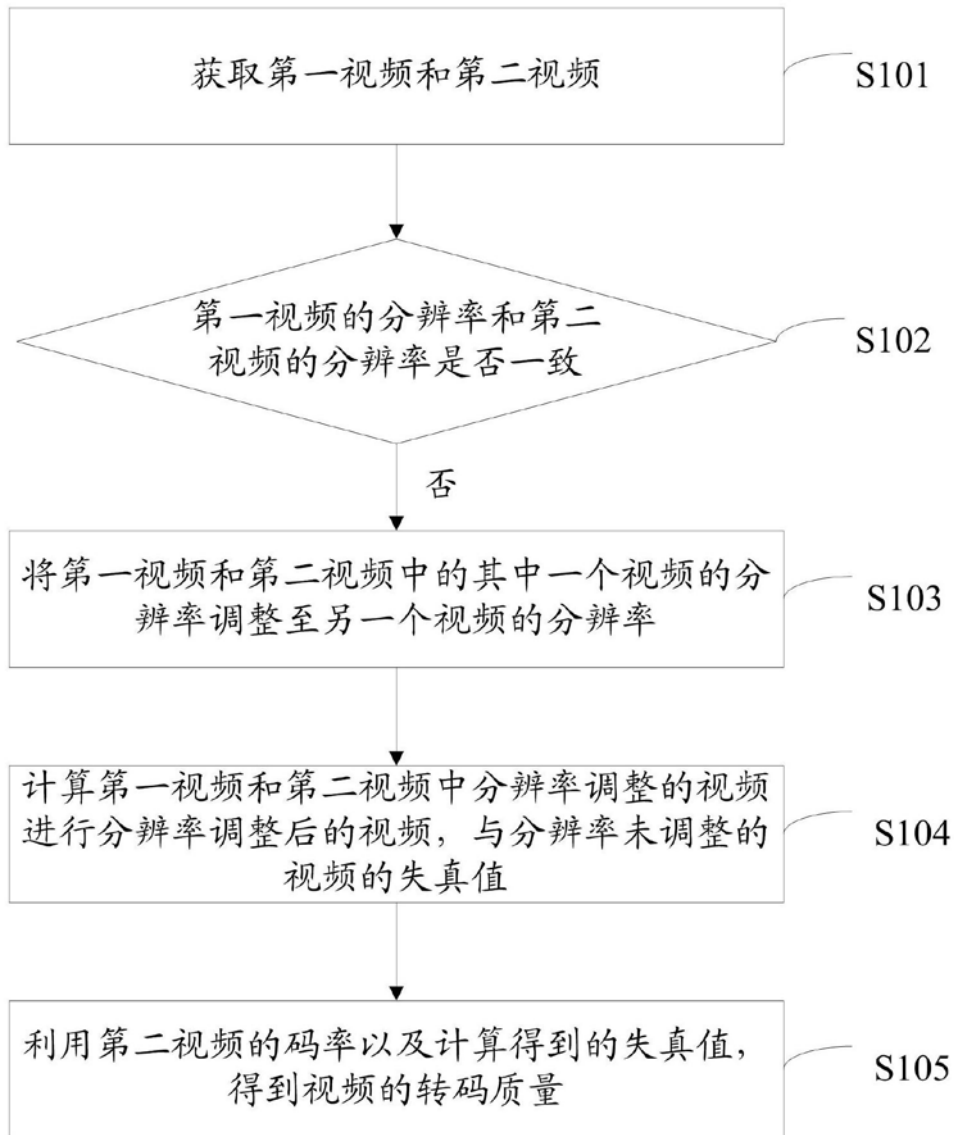 获取第一视频和第二视频
S101
第一视频的分辨率和第二
视频的分辨率是否一致
S102
否
将第一视频和第二视频中的其中一个视频的分
辨率调整至另一个视频的分辨率
S103
计算第一视频和第二视频中分辨率调整的视频
进行分辨率调整后的视频，与分辨率未调整的
视频的失真值
S104
利用第二视频的码率以及计算得到的失真值，
得到视频的转码质量
S105